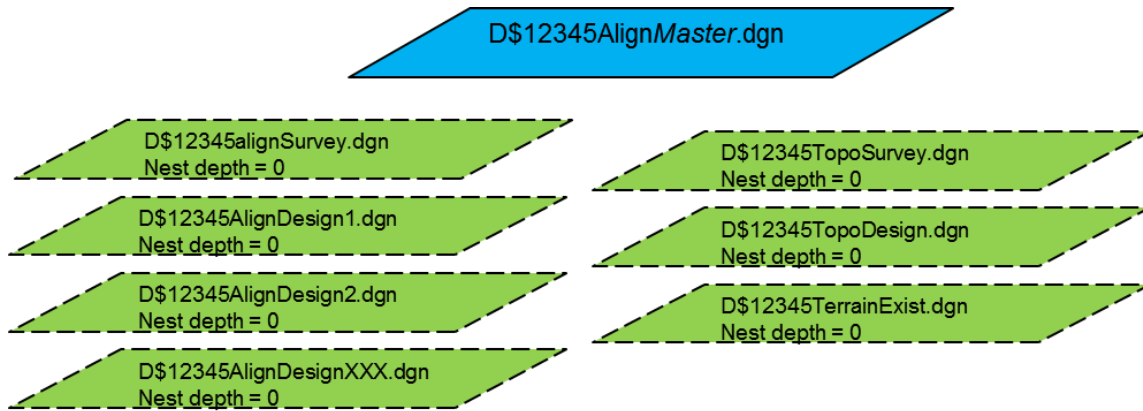 D$12345AlignMaster.dgn
D$12345alignSurvey.dgn
Nest depth = 0
D$12345AlignDesign1.dgn
Nest depth = 0
D$12345AlignDesign2.dgn
Nest depth = 0
D$12345AlignDesignXXX.dgn
Nest depth = 0
D$12345TopoSurvey.dgn
Nest depth = 0
D$12345TopoDesign.dgn
Nest depth = 0
D$12345TerrainExist.dgn
Nest depth = 0